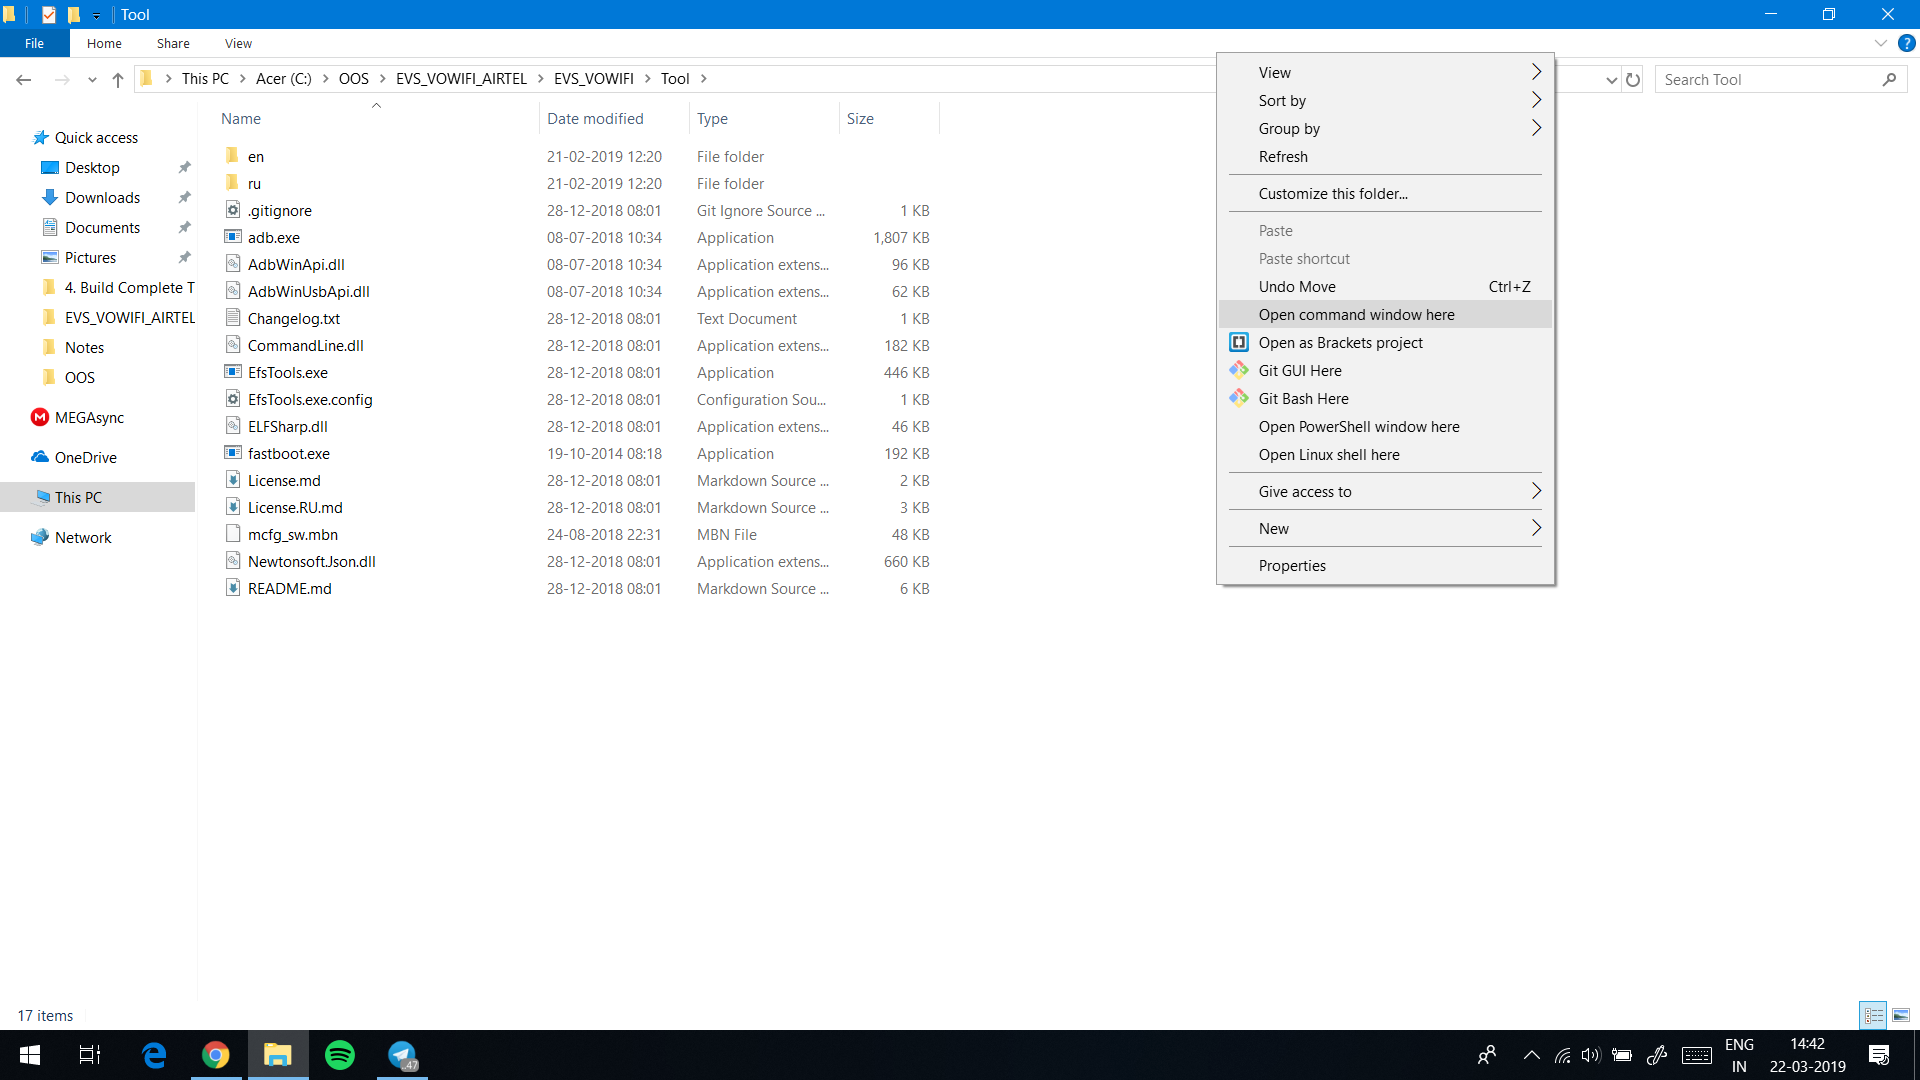 Tool
File Home Share View
This PC Acer (C:) OOS EVS_VOWIFI_AIRTEL EVS_VOWIFI Tool
Search Tool
Name Date modified Type Size
Quick access
Desktop
Downloads
Documents
Pictures
4. Build Complete T
EVS_VOWIFI_AIRTEL
Notes
OOS
MEGAsync
OneDrive
This PC
Network
en 21-02-2019 12:20 File folder
ru 21-02-2019 12:20 File folder
.gitignore 28-12-2018 08:01 Git Ignore Source ... 1 KB
adb.exe 08-07-2018 10:34 Application 1,807 KB
AdbWinApi.dll 08-07-2018 10:34 Application extens... 96 KB
AdbWinUsbApi.dll 08-07-2018 10:34 Application extens... 62 KB
Changelog.txt 28-12-2018 08:01 Text Document 1 KB
CommandLine.dll 28-12-2018 08:01 Application extens... 182 KB
EfsTools.exe 28-12-2018 08:01 Application 446 KB
EfsTools.exe.config 28-12-2018 08:01 Configuration Sou... 1 KB
ELFSharp.dll 28-12-2018 08:01 Application extens... 46 KB
fastboot.exe 19-10-2014 08:18 Application 192 KB
License.md 28-12-2018 08:01 Markdown Source ... 2 KB
License.RU.md 28-12-2018 08:01 Markdown Source ... 3 KB
mcfg_sw.mbn 24-08-2018 22:31 MBN File 48 KB
Newtonsoft.Json.dll 28-12-2018 08:01 Application extens... 660 KB
README.md 28-12-2018 08:01 Markdown Source ... 6 KB
View
Sort by
Group by
Refresh
Customize this folder...
Paste
Paste shortcut
Undo Move Ctrl+Z
Open command window here
Open as Brackets project
Git GUI Here
Git Bash Here
Open PowerShell window here
Open Linux shell here
Give access to
New
Properties
17 items
47
ENG
IN
14:42
22-03-2019